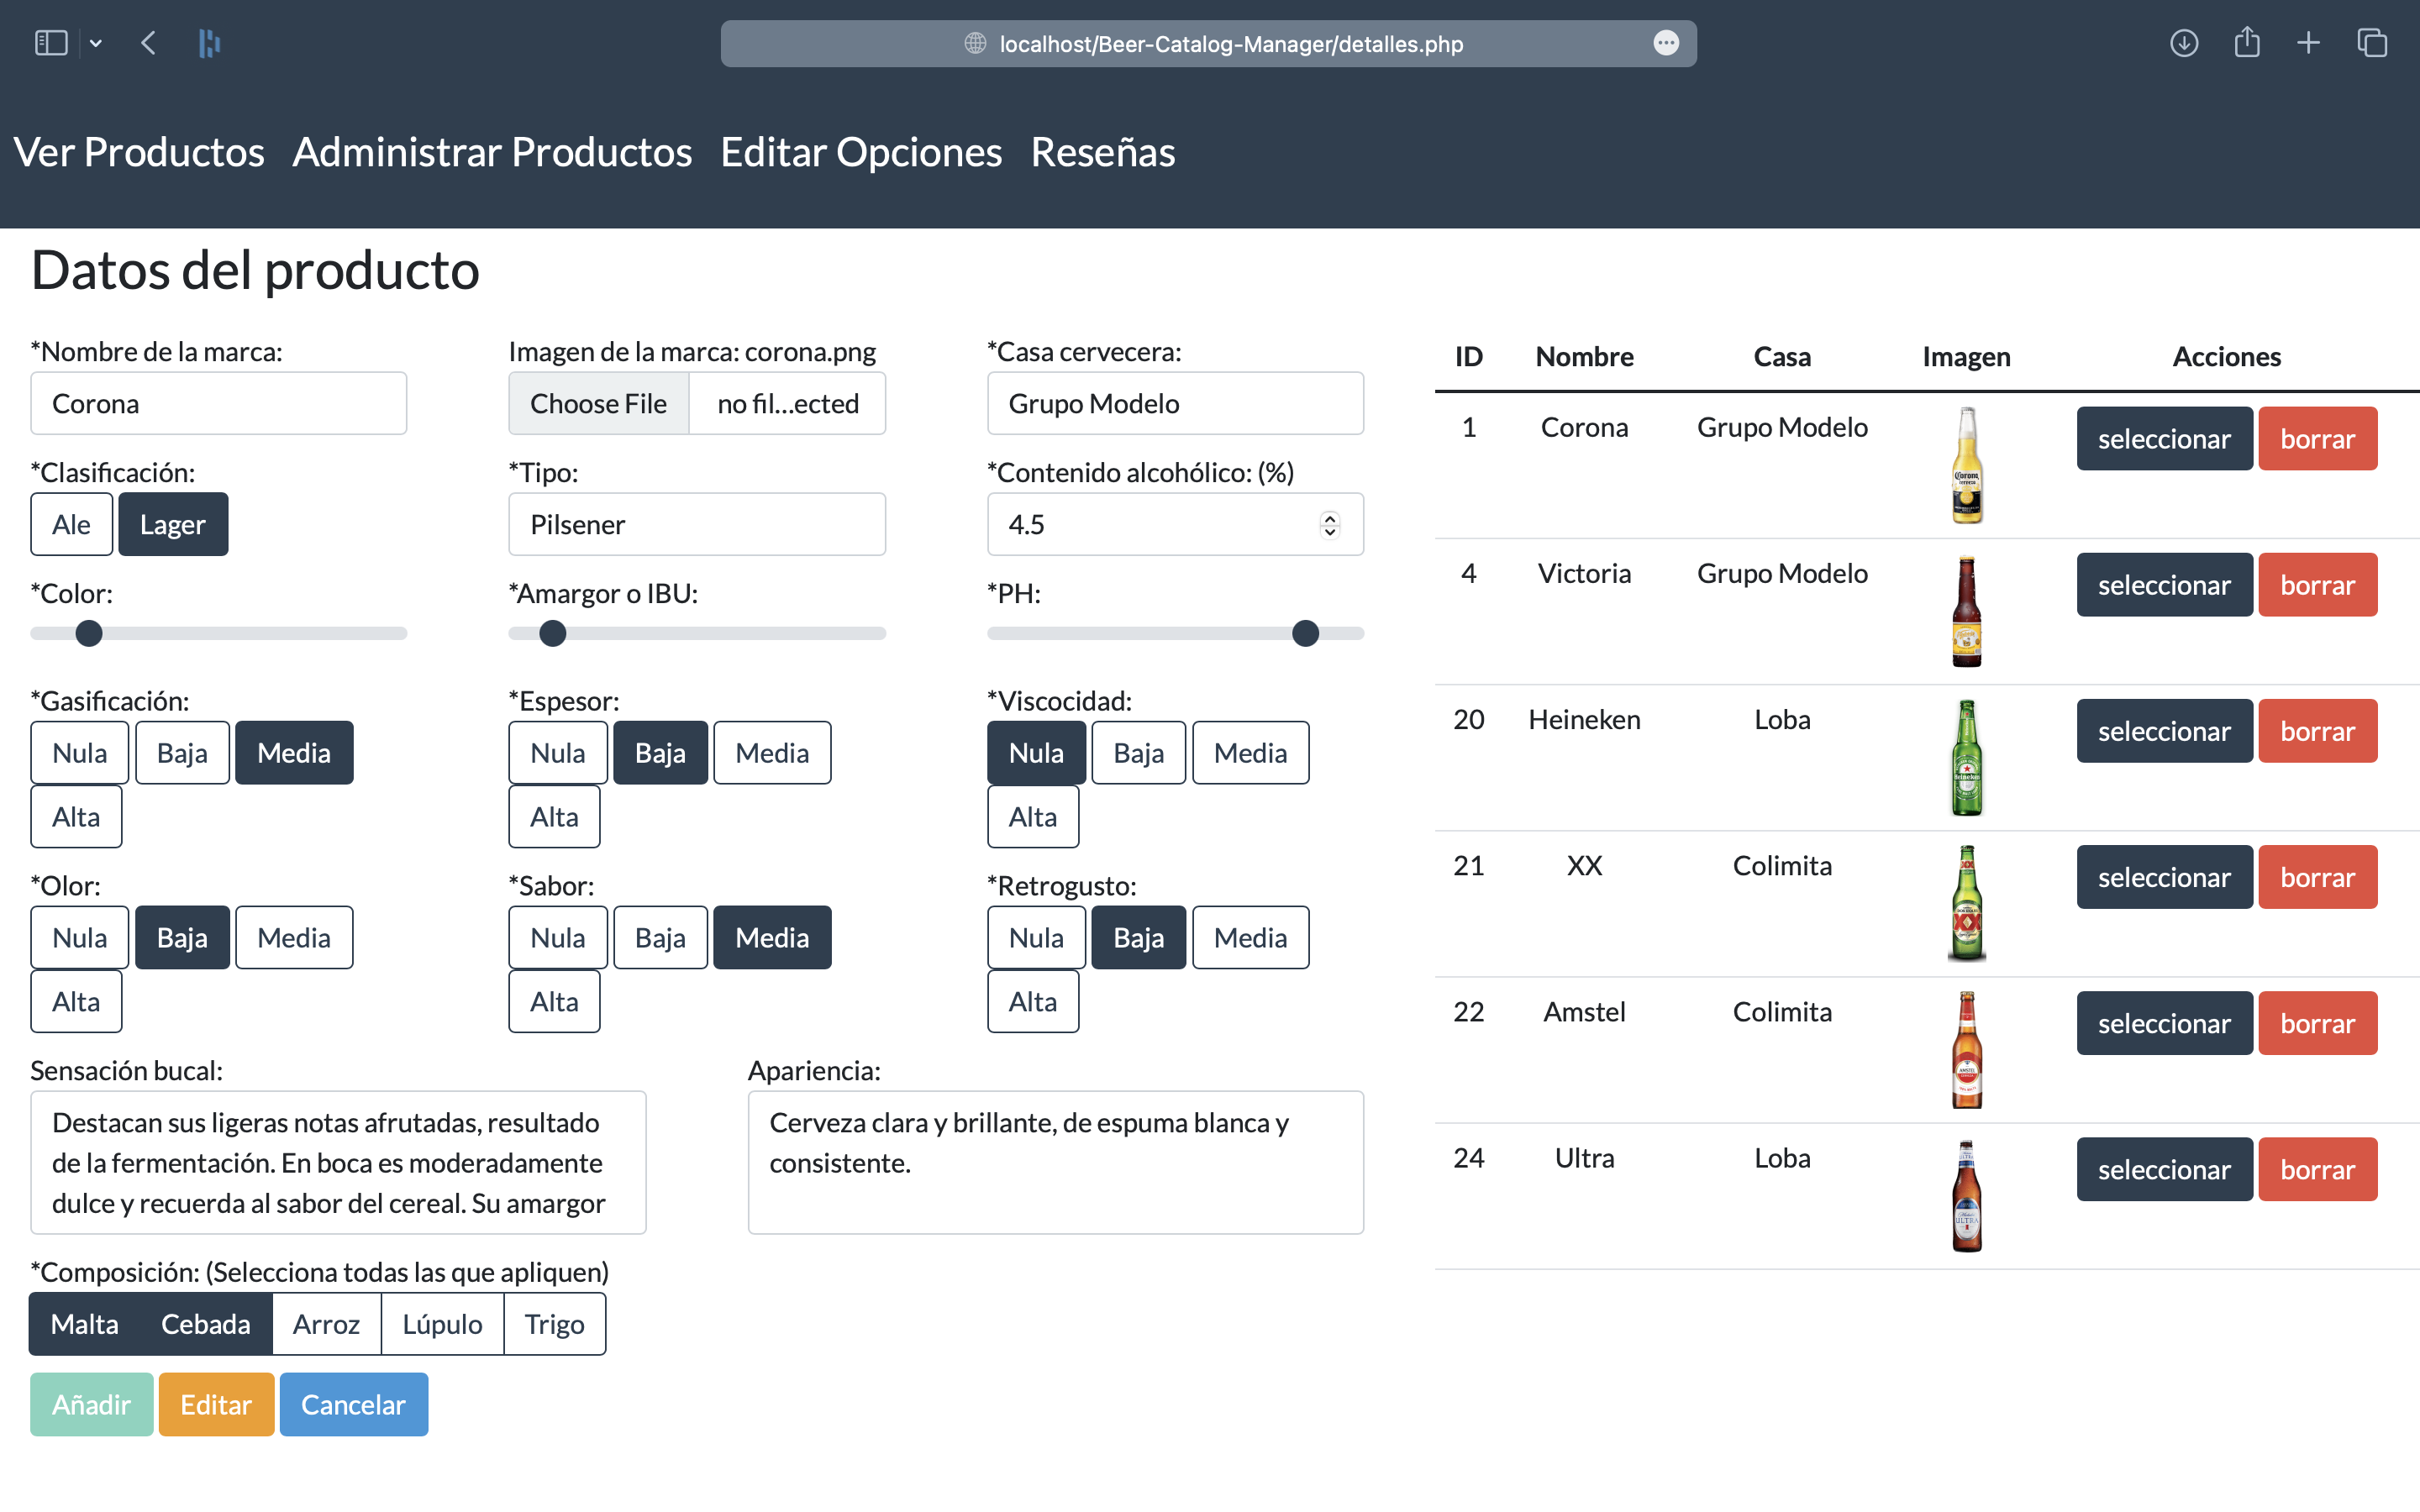 localhost/Beer-Catalog-Manager/detalles.php
Ver Productos Administrar Productos Editar Opciones Reseñas
Datos del producto
*Nombre de la marca: Imagen de la marca: corona.png *Casa cervecera:
Corona Choose File no fil...ected Grupo Modelo
*Clasificación: *Tipo: *Contenido alcohólico: (%)
Ale Lager Pilsener 4.5
*Color: *Amargor o IBU: *PH:
*Gasificación: *Espesor: *Viscocidad:
Nula Baja Media Nula Baja Media Nula Baja Media
Alta Alta Alta
*Olor: *Sabor: *Retrogusto:
Nula Baja Media Nula Baja Media Nula Baja Media
Alta Alta Alta
Sensación bucal: Apariencia:
Destacan sus ligeras notas afrutadas, resultado
de la fermentación. En boca es moderadamente
dulce y recuerda al sabor del cereal. Su amargor
Cerveza clara y brillante, de espuma blanca y
consistente.
*Composición: (Selecciona todas las que apliquen)
Malta Cebada Arroz Lúpulo Trigo
Añadir Editar Cancelar
ID Nombre Casa Imagen Acciones
1 Corona Grupo Modelo seleccionar borrar
Corona
4 Victoria Grupo Modelo seleccionar borrar
20 Heineken Loba seleccionar borrar
Heineken
21 XX Colimita seleccionar borrar
XX
22 Amstel Colimita seleccionar borrar
AMSTEL
24 Ultra Loba seleccionar borrar
ULTRA